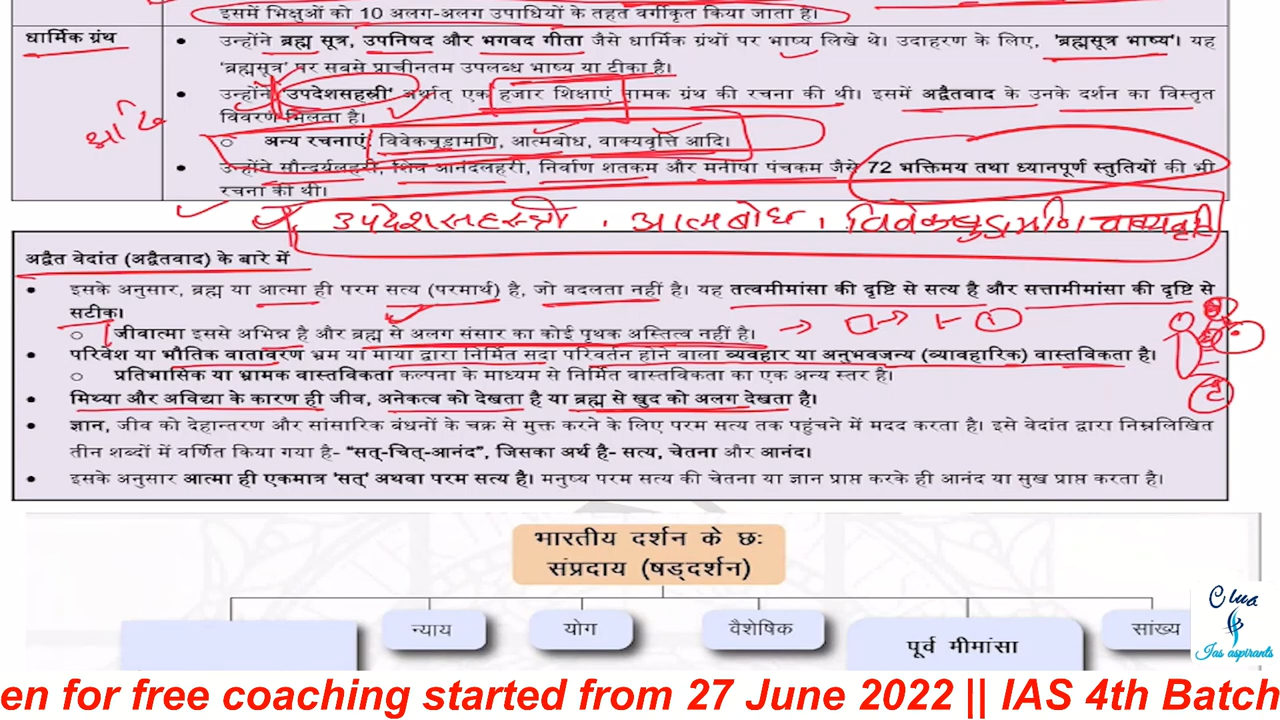 इसमें भिक्षुओं को 10 अलग-अलग उपाधियों के तहत वर्गीकृत किया जाता है।
धार्मिक ग्रंथ
• उन्होंने ब्रह्म सूत्र, उपनिषद और भगवद गीता जैसे धार्मिक ग्रंथों पर भाष्य लिखे थे। उदाहरण के लिए, 'ब्रह्मसूत्र भाष्य'। यह
'ब्रह्मसूत्र' पर सबसे प्राचीनतम उपलब्ध भाष्य या टीका है।
• उन्होंने 'उपदेशसहस्री' अर्थात् एक हजार शिक्षाएं नामक ग्रंथ की रचना की थी। इसमें अद्वैतवाद के उनके दर्शन का विस्तृत
विवरण मिलता है।
○ अन्य रचनाएं: विवेकचूडामणि, आत्मबोध, वाक्यवृत्ति आदि।
• उन्होंने सौन्दर्यलहरी, शिव आनंदलहरी, निर्वाण शतकम और मनीषा पंचकम जैसे 72 भक्तिमय तथा ध्यानपूर्ण स्तुतियों की भी
रचना की थी।
उपदेशसहस्त्री , आत्मबोध ,
अद्वैत वेदांत (अद्वैतवाद) के बारे में
• इसके अनुसार, ब्रह्म या आत्मा ही परम सत्य (परमार्थ) है, जो बदलता नहीं है। यह तत्वमीमांसा की दृष्टि से सत्य है और सत्तामीमांसा की दृष्टि से
सटीक।
○ जीवात्मा इससे अभिन्न है और ब्रह्म से अलग संसार का कोई पृथक अस्तित्व नहीं है।
• परिवेश या भौतिक वातावरण भ्रम या माया द्वारा निर्मित सदा परिवर्तन होने वाला व्यवहार या अनुभवजन्य (व्यावहारिक) वास्तविकता है।
○ प्रतिभासिक या भ्रामक वास्तविकता कल्पना के माध्यम से निर्मित वास्तविकता का एक अन्य स्तर है।
• मिथ्या और अविद्या के कारण ही जीव, अनेकत्व को देखता है या ब्रह्म से खुद को अलग देखता है।
• ज्ञान, जीव को देहान्तरण और सांसारिक बंधनों के चक्र से मुक्त करने के लिए परम सत्य तक पहुंचने में मदद करता है। इसे वेदांत द्वारा निम्नलिखित
तीन शब्दों में वर्णित किया गया है- "सत्-चित्-आनंद", जिसका अर्थ है- सत्य, चेतना और आनंद।
• इसके अनुसार आत्मा ही एकमात्र 'सत्' अथवा परम सत्य है। मनुष्य परम सत्य की चेतना या ज्ञान प्राप्त करके ही आनंद या सुख प्राप्त करता है।
भारतीय दर्शन के छः
संप्रदाय (षड्दर्शन)
न्याय
योग
वैशेषिक
पूर्व मीमांसा
सांख्य
Ias aspirants
en for free coaching started from 27 June 2022 || IAS 4th Batch